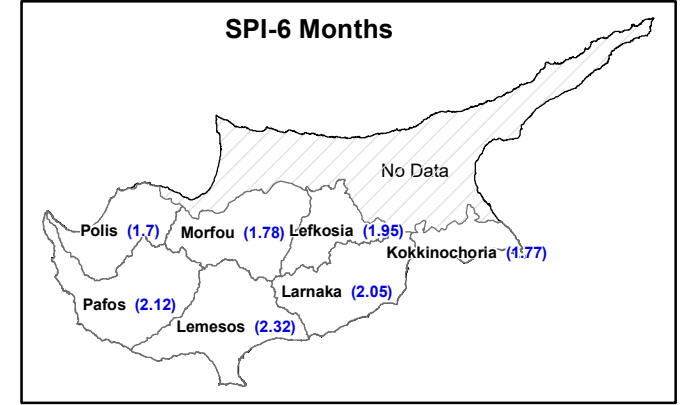 SPI-6 Months
No Data
Polis (1.7)
Morfou (1.78)
Lefkosia (1.95)
Kokkinochoria (1.77)
Larnaka (2.05)
Pafos (2.12)
Lemesos (2.32)